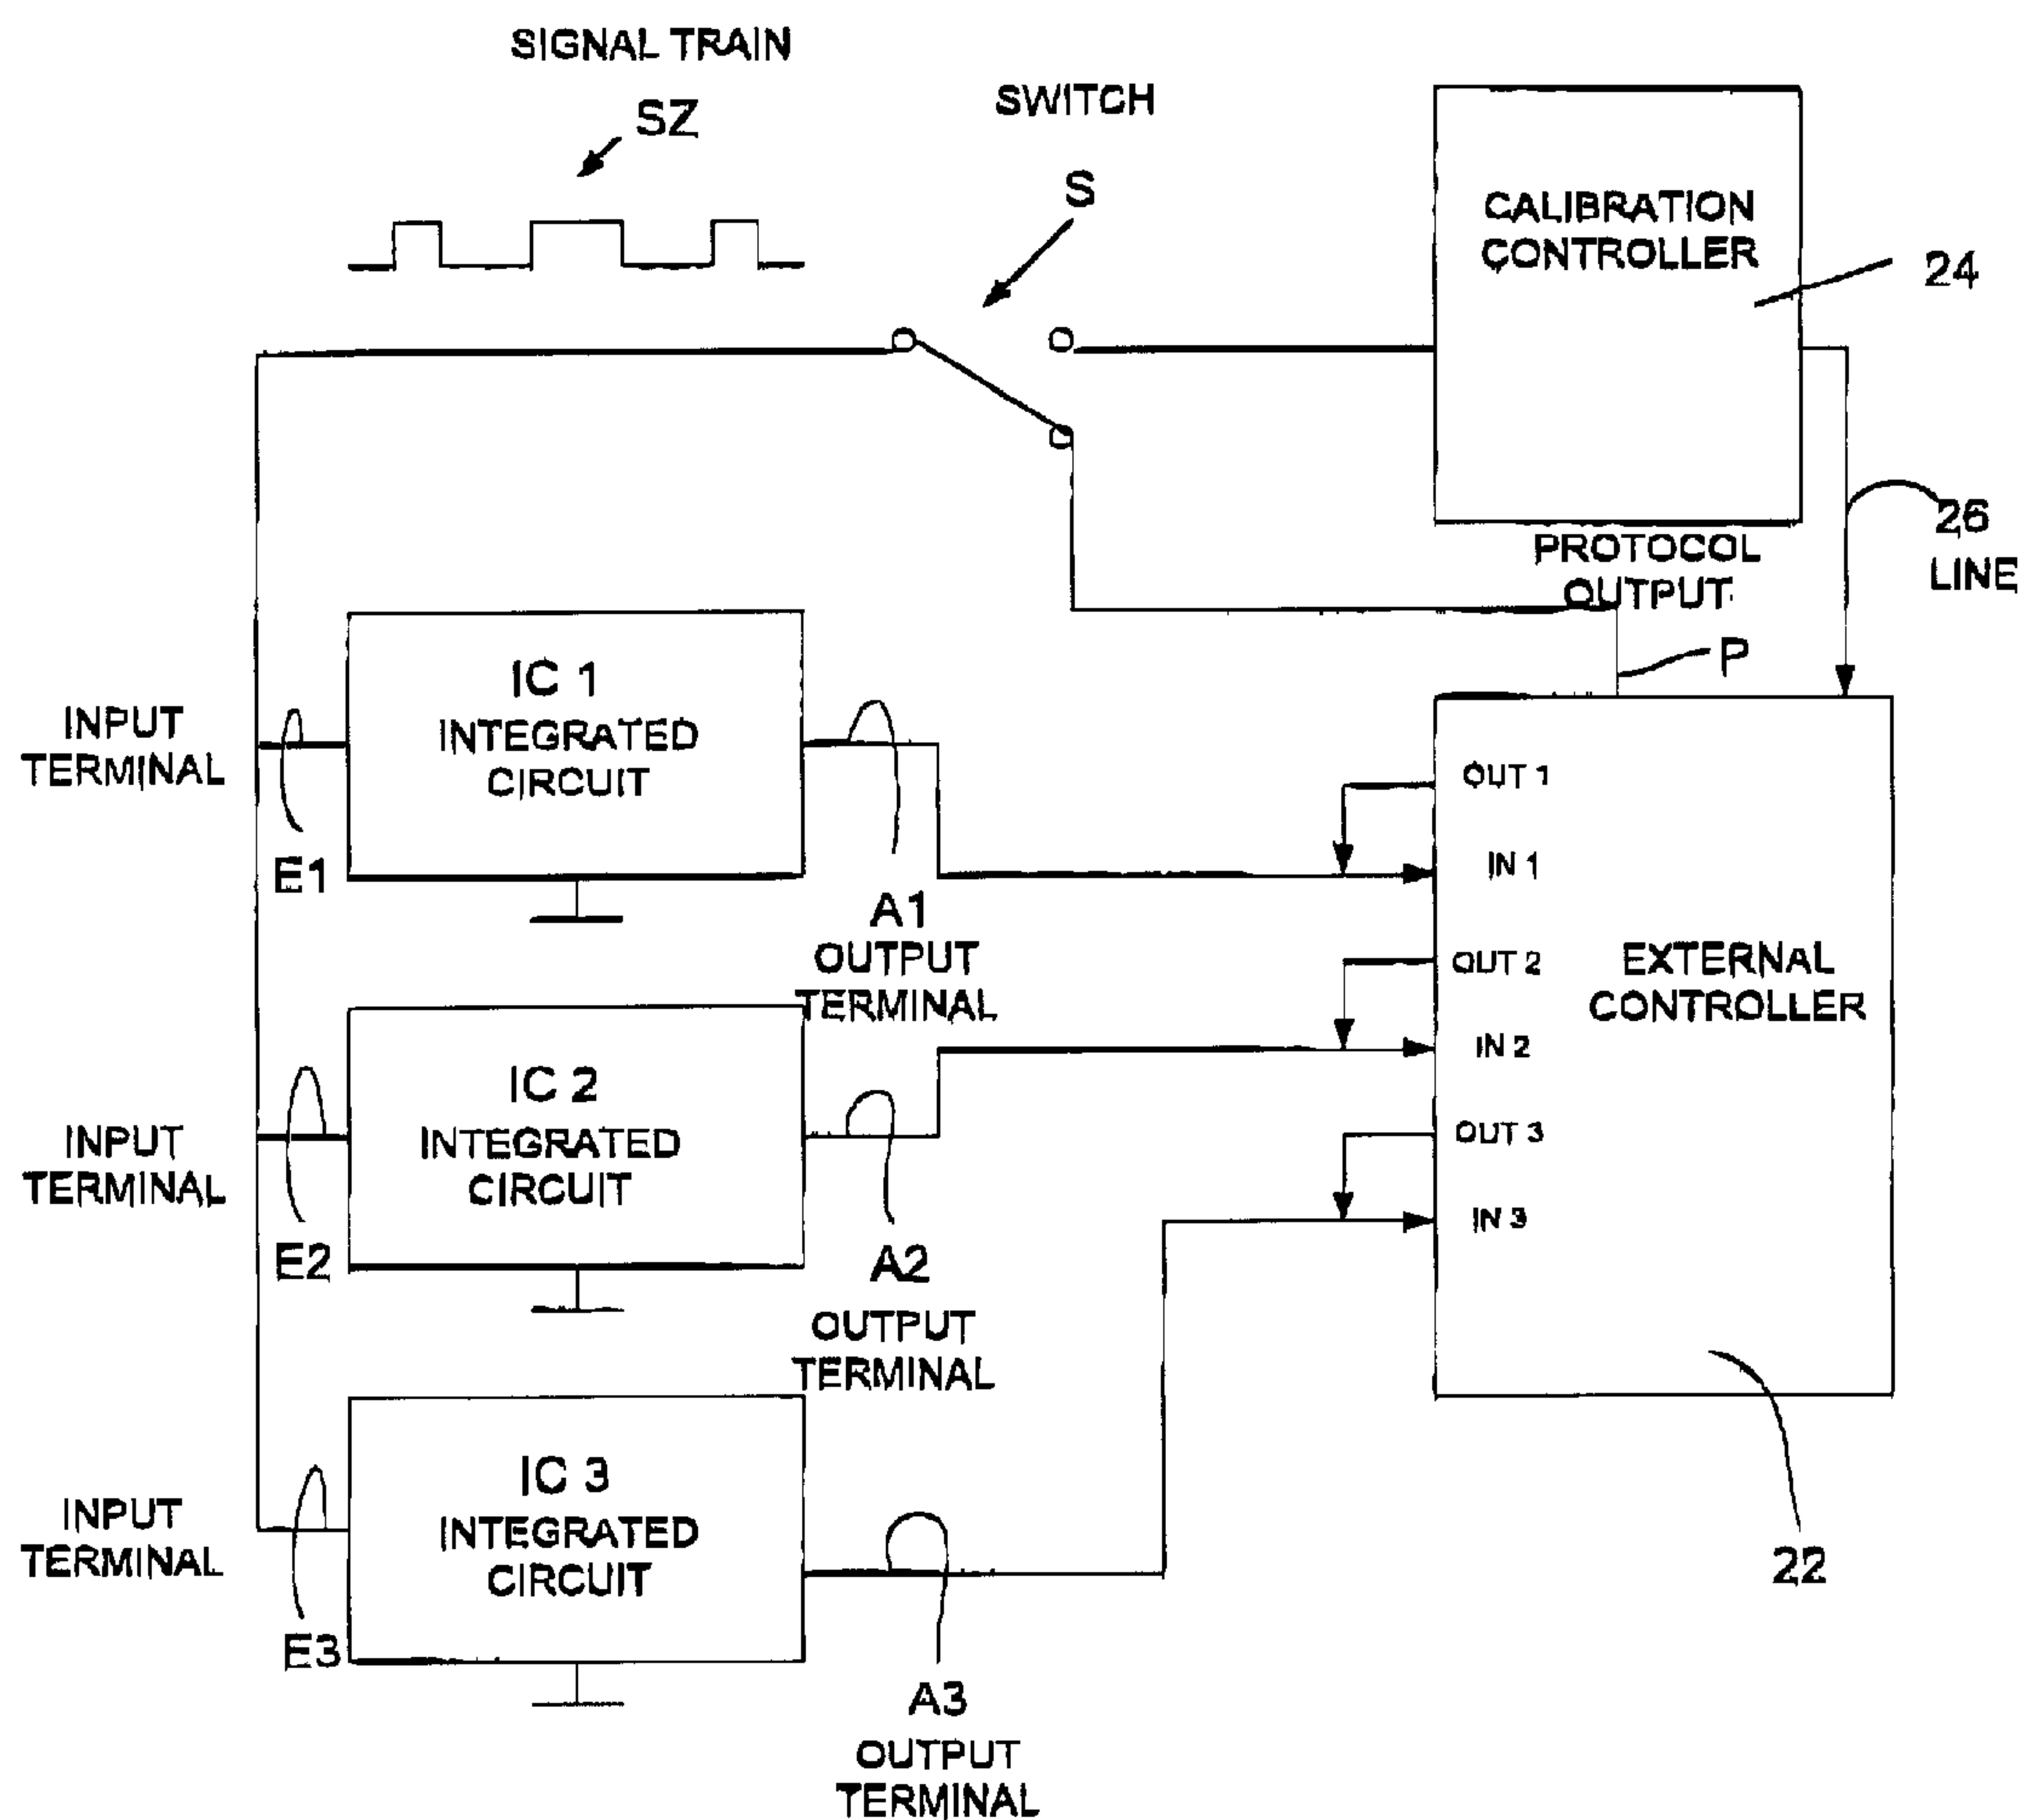 SIGNAL TRAIN
SZ
SWITCH
S
CALIBRATION
CONTROLLER
24
26
LINE
PROTOCOL
OUTPUT
P
INPUT
TERMINAL
E1
IC 1
INTEGRATED
CIRCUIT
A1
OUTPUT
TERMINAL
OUT 1
IN 1
OUT 2
IN 2
OUT 3
IN 3
EXTERNAL
CONTROLLER
22
INPUT
TERMINAL
E2
IC 2
INTEGRATED
CIRCUIT
A2
OUTPUT
TERMINAL
INPUT
TERMINAL
E3
IC 3
INTEGRATED
CIRCUIT
A3
OUTPUT
TERMINAL